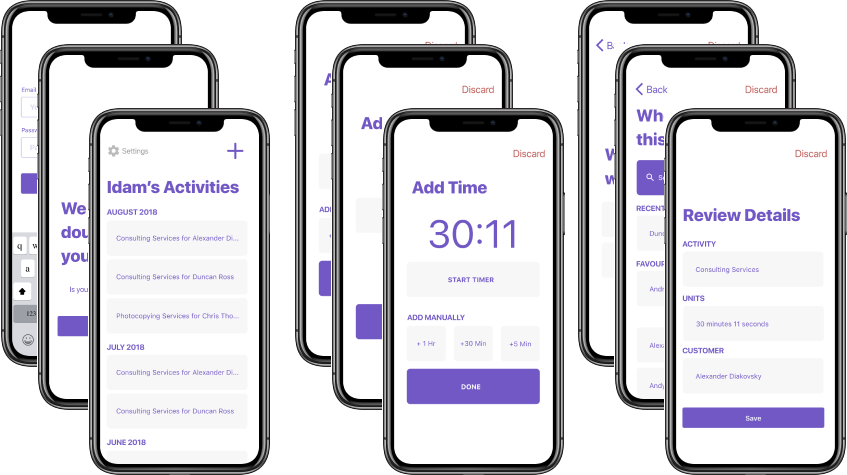 Email
Passw
q
w
a
123
We
dou
you
Is you
Settings
Idam's Activities
AUGUST 2018
Consulting Services for Alexander Di...
Consulting Services for Duncan Ross
Photocopying Services for Chris Tho...
JULY 2018
Consulting Services for Alexander Di...
Consulting Services for Duncan Ross
JUNE 2018
Discard
A
ADD
+
Discard
Ad
Discard
Add Time
30:11
START TIMER
ADD MANUALLY
+ 1 Hr
+30 Min
+5 Min
DONE
Discard
W
w
Back
Discard
Wh
this
RECENT
Dunc
FAVOUR
Andr
Alexa
Andy
Discard
Review Details
ACTIVITY
Consulting Services
UNITS
30 minutes 11 seconds
CUSTOMER
Alexander Diakovsky
Save